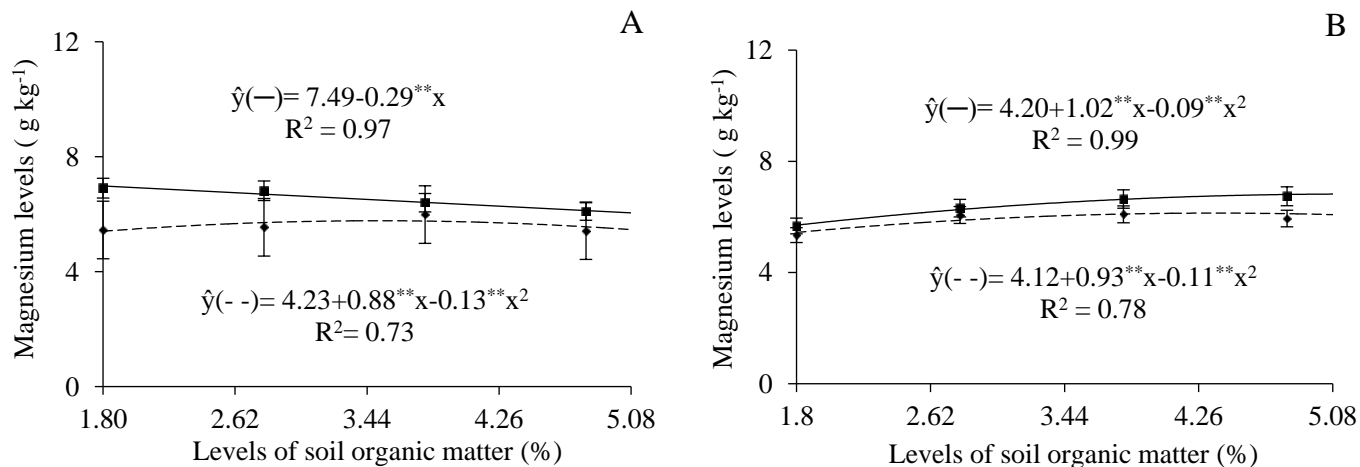 A
12
8
4
0
Magnesium levels ( g kg⁻¹)
ŷ(─)= 7.49-0.29**x
R² = 0.97
ŷ(- -)= 4.23+0.88**x-0.13**x²
R²= 0.73
1.80 2.62 3.44 4.26 5.08
Levels of soil organic matter (%)
B
12
8
4
0
Magnesium levels ( g kg⁻¹)
ŷ(─)= 4.20+1.02**x-0.09**x²
R² = 0.99
ŷ(- -)= 4.12+0.93**x-0.11**x²
R² = 0.78
1.8 2.62 3.44 4.26 5.08
Levels of soil organic matter (%)